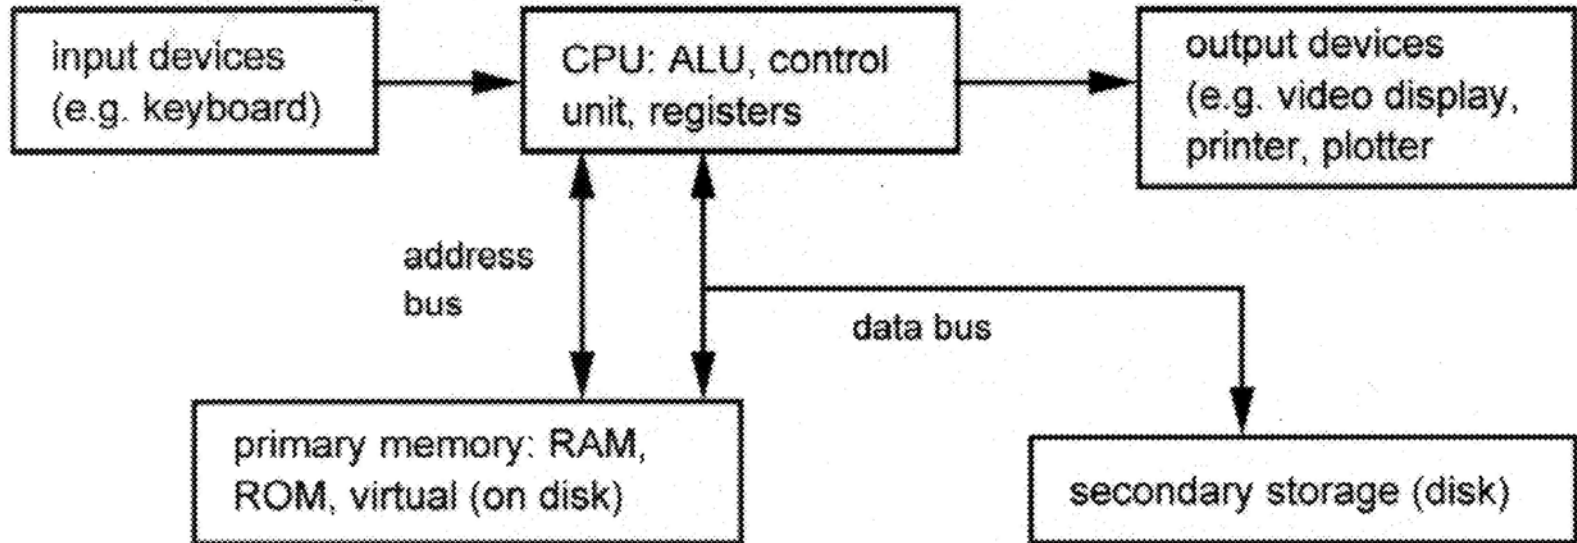 input devices
(e.g. keyboard)
CPU: ALU, control
unit, registers
output devices
(e.g. video display,
printer, plotter
address
bus
data bus
primary memory: RAM,
ROM, virtual (on disk)
secondary storage (disk)